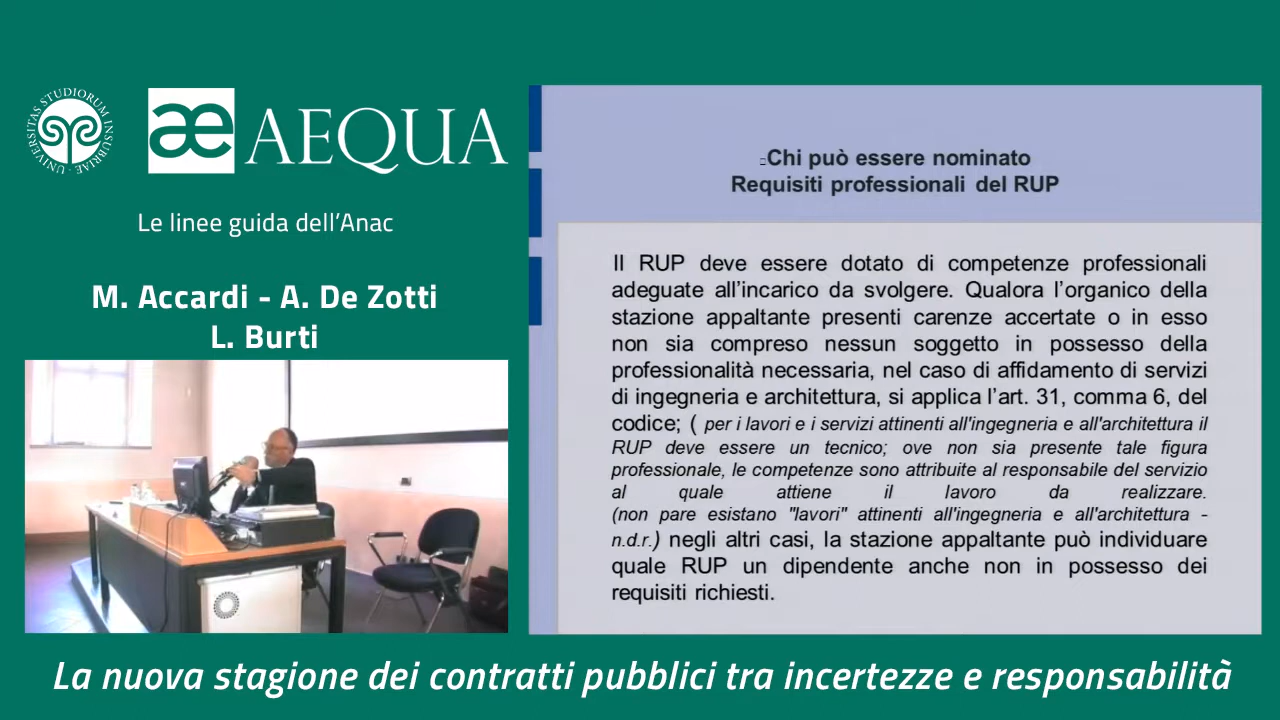 UNIVERSITAS STUDIORUM INSUBRIAE
æ AEQUA
Le linee guida dell'Anac
M. Accardi - A. De Zotti
L. Burti
Chi può essere nominato
Requisiti professionali del RUP
Il RUP deve essere dotato di competenze professionali
adeguate all'incarico da svolgere. Qualora l'organico della
stazione appaltante presenti carenze accertate o in esso
non sia compreso nessun soggetto in possesso della
professionalità necessaria, nel caso di affidamento di servizi
di ingegneria e architettura, si applica l'art. 31, comma 6, del
codice; ( per i lavori e i servizi attinenti all'ingegneria e all'architettura il
RUP deve essere un tecnico; ove non sia presente tale figura
professionale, le competenze sono attribuite al responsabile del servizio
al quale attiene il lavoro da realizzare.
(non pare esistano "lavori" attinenti all'ingegneria e all'architettura -
n.d.r.) negli altri casi, la stazione appaltante può individuare
quale RUP un dipendente anche non in possesso dei
requisiti richiesti.
La nuova stagione dei contratti pubblici tra incertezze e responsabilità